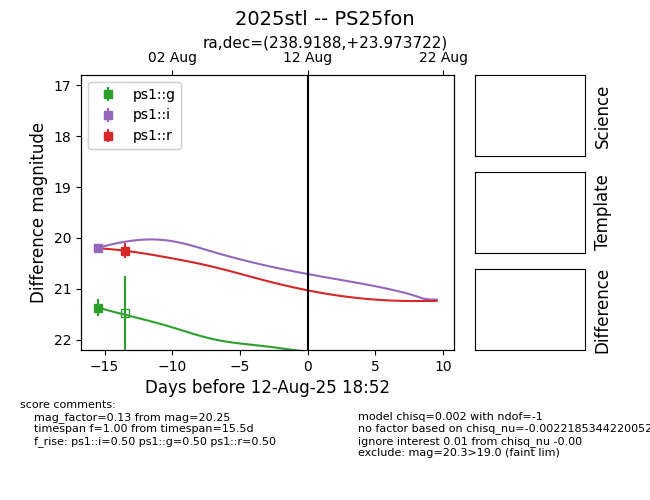 2025stl -- PS25fon
ra,dec=(238.9188,+23.973722)
02 Aug 12 Aug 22 Aug
17
18
19
20
21
22
Difference magnitude
ps1::g
ps1::i
ps1::r
−15 −10 −5 0 5 10
Days before 12-Aug-25 18:52
Science
Template
Difference
score comments:
mag_factor=0.13 from mag=20.25
timespan f=1.00 from timespan=15.5d
f_rise: ps1::i=0.50 ps1::g=0.50 ps1::r=0.50
model chisq=0.002 with ndof=-1
no factor based on chisq_nu=-0.0022185344220052
ignore interest 0.01 from chisq_nu -0.00
exclude: mag=20.3>19.0 (faint lim)